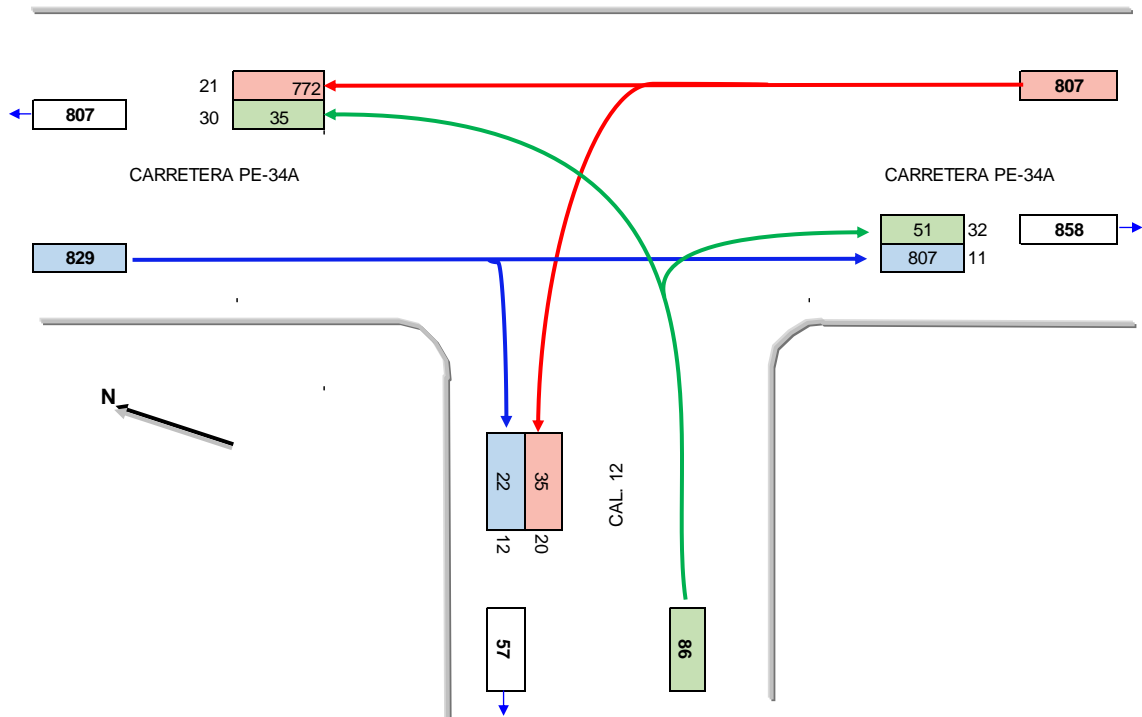 21 772 807
807 30 35
CARRETERA PE-34A CARRETERA PE-34A
51 32 858
829 807 11
N
22 35 CAL. 12
12 20
57 86